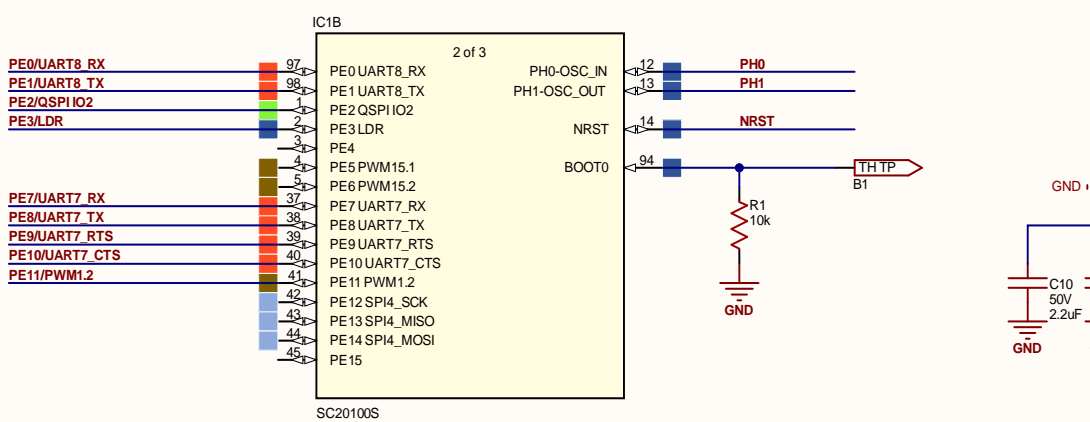 IC1B
2 of 3
PE0/UART8_RX
97
PE0 UART8_RX
PE1/UART8_TX
98
PE1 UART8_TX
PE2/QSPI IO2
1
PE2 QSPI IO2
PE3/LDR
2
PE3 LDR
3
PE4
4
PE5 PWM15.1
5
PE6 PWM15.2
PE7/UART7_RX
37
PE7 UART7_RX
PE8/UART7_TX
38
PE8 UART7_TX
PE9/UART7_RTS
39
PE9 UART7_RTS
PE10/UART7_CTS
40
PE10 UART7_CTS
PE11/PWM1.2
41
PE11 PWM1.2
42
PE12 SPI4_SCK
43
PE13 SPI4_MISO
44
PE14 SPI4_MOSI
45
PE15
PH0-OSC_IN
12
PH0
PH1-OSC_OUT
13
PH1
NRST
14
NRST
BOOT0
94
TH TP
B1
R1
10k
GND
SC20100S
GND
C10
50V
2.2uF
GND